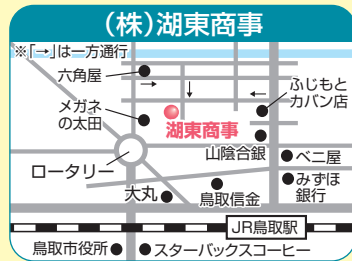 (株)湖東商事
※「→」は一方通行
六角屋
メガネ
の太田
湖東商事
ふじもと
カバン店
山陰合銀
ロータリー
ベニ屋
みずほ
銀行
大丸
鳥取信金
JR鳥取駅
鳥取市役所
スターバックスコーヒー